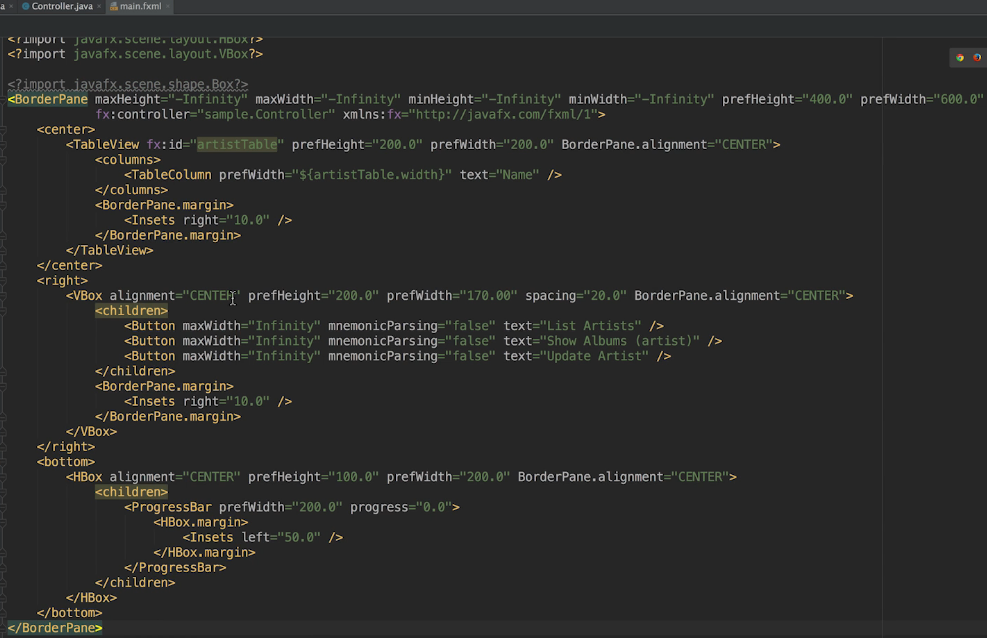 a × Controller.java × main.fxml ×
<?import javafx.scene.layout.HBox?>
<?import javafx.scene.layout.VBox?>
<?import javafx.scene.shape.Box?>
<BorderPane maxHeight="-Infinity" maxWidth="-Infinity" minHeight="-Infinity" minWidth="-Infinity" prefHeight="400.0" prefWidth="600.0"
fx:controller="sample.Controller" xmlns:fx="http://javafx.com/fxml/1">
<center>
<TableView fx:id="artistTable" prefHeight="200.0" prefWidth="200.0" BorderPane.alignment="CENTER">
<columns>
<TableColumn prefWidth="${artistTable.width}" text="Name" />
</columns>
<BorderPane.margin>
<Insets right="10.0" />
</BorderPane.margin>
</TableView>
</center>
<right>
<VBox alignment="CENTER" prefHeight="200.0" prefWidth="170.00" spacing="20.0" BorderPane.alignment="CENTER">
<children>
<Button maxWidth="Infinity" mnemonicParsing="false" text="List Artists" />
<Button maxWidth="Infinity" mnemonicParsing="false" text="Show Albums (artist)" />
<Button maxWidth="Infinity" mnemonicParsing="false" text="Update Artist" />
</children>
<BorderPane.margin>
<Insets right="10.0" />
</BorderPane.margin>
</VBox>
</right>
<bottom>
<HBox alignment="CENTER" prefHeight="100.0" prefWidth="200.0" BorderPane.alignment="CENTER">
<children>
<ProgressBar prefWidth="200.0" progress="0.0">
<HBox.margin>
<Insets left="50.0" />
</HBox.margin>
</ProgressBar>
</children>
</HBox>
</bottom>
</BorderPane>